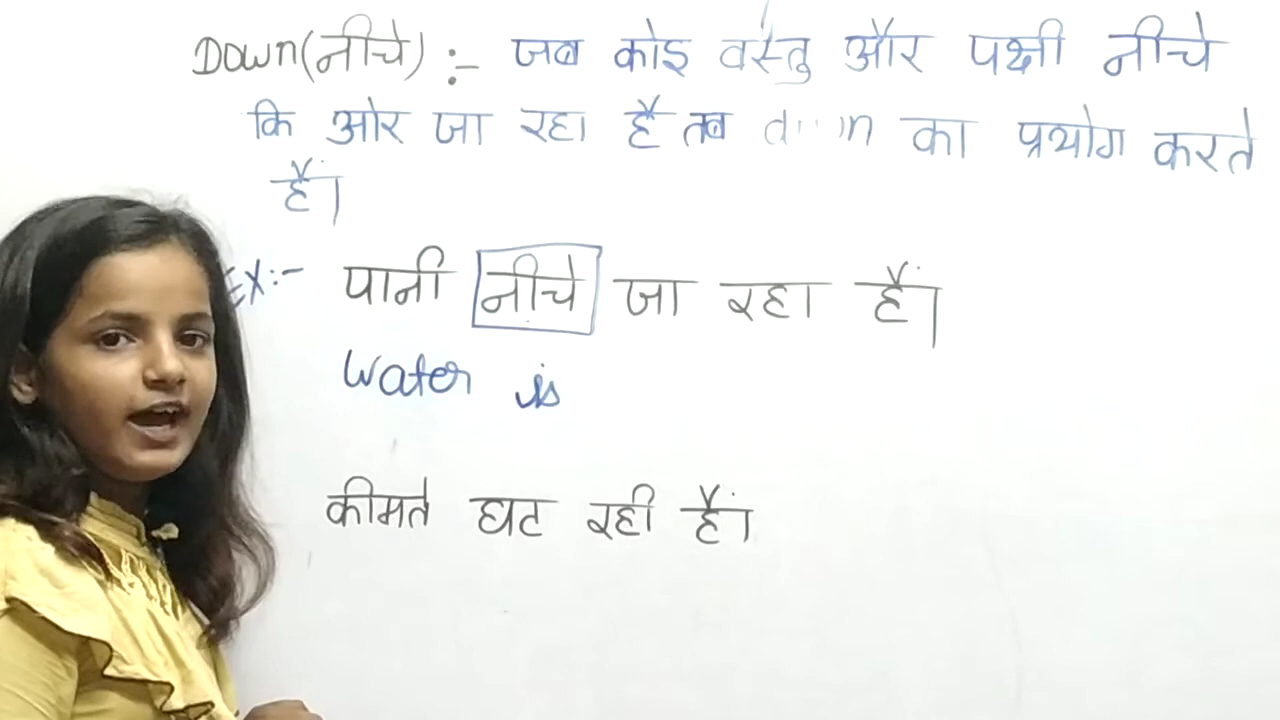 Down(नीचे) :- जब कोइ वस्तु और पक्षी नीचे
कि ओर जा रहा है तब का प्रयोग करते
हैं।
EX:- पानी नीचे जा रहा हैं।
Water is
कीमते घट रही हैं।